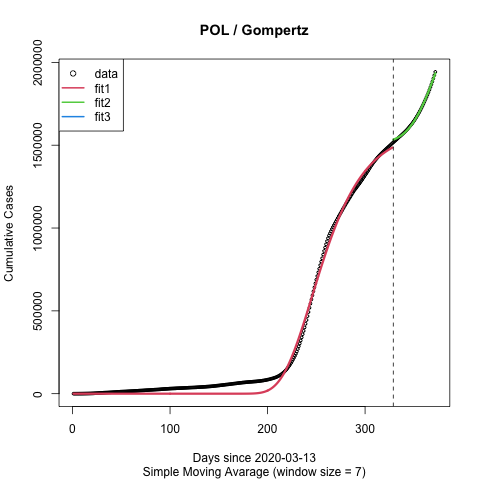 POL / Gompertz
data
fit1
fit2
fit3
Cumulative Cases
0
500000
1000000
1500000
2000000
0
100
200
300
Days since 2020-03-13
Simple Moving Avarage (window size = 7)